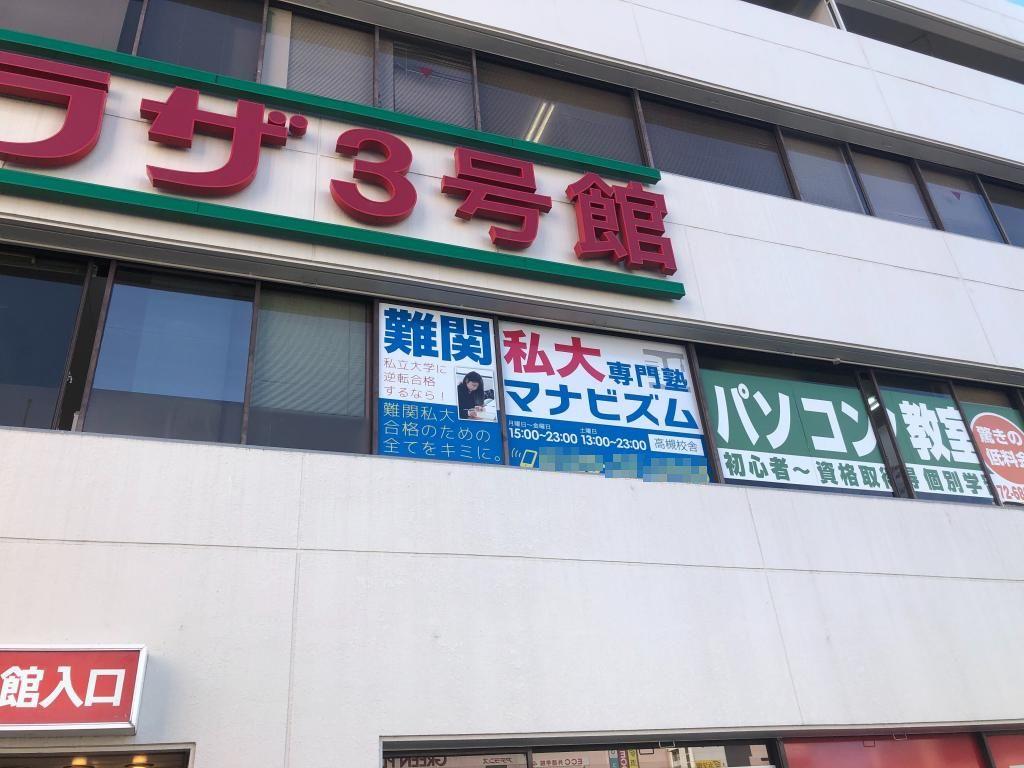 ラザ3号館
難関
私立大学に
逆転合格
するなら！
難関私大
合格のための
全てをキミに。
私大専門塾
マナビズム
月曜日～金曜日 土曜日
15:00~23:00 13:00~23:00 高槻校舎
パソコン教室
初心者～資格取得 個別学
驚きの
低料金
72-68
館入口